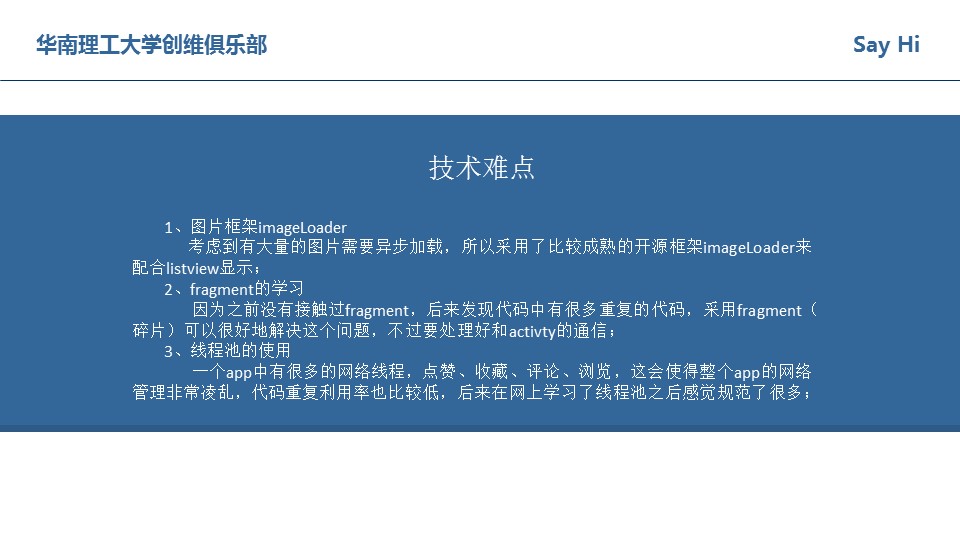 华南理工大学创维俱乐部
Say Hi
技术难点
1、图片框架imageLoader
考虑到有大量的图片需要异步加载，所以采用了比较成熟的开源框架imageLoader来
配合listview显示；
2、fragment的学习
因为之前没有接触过fragment，后来发现代码中有很多重复的代码，采用fragment（
碎片）可以很好地解决这个问题，不过要处理好和activty的通信；
3、线程池的使用
一个app中有很多的网络线程，点赞、收藏、评论、浏览，这会使得整个app的网络
管理非常凌乱，代码重复利用率也比较低，后来在网上学习了线程池之后感觉规范了很多；